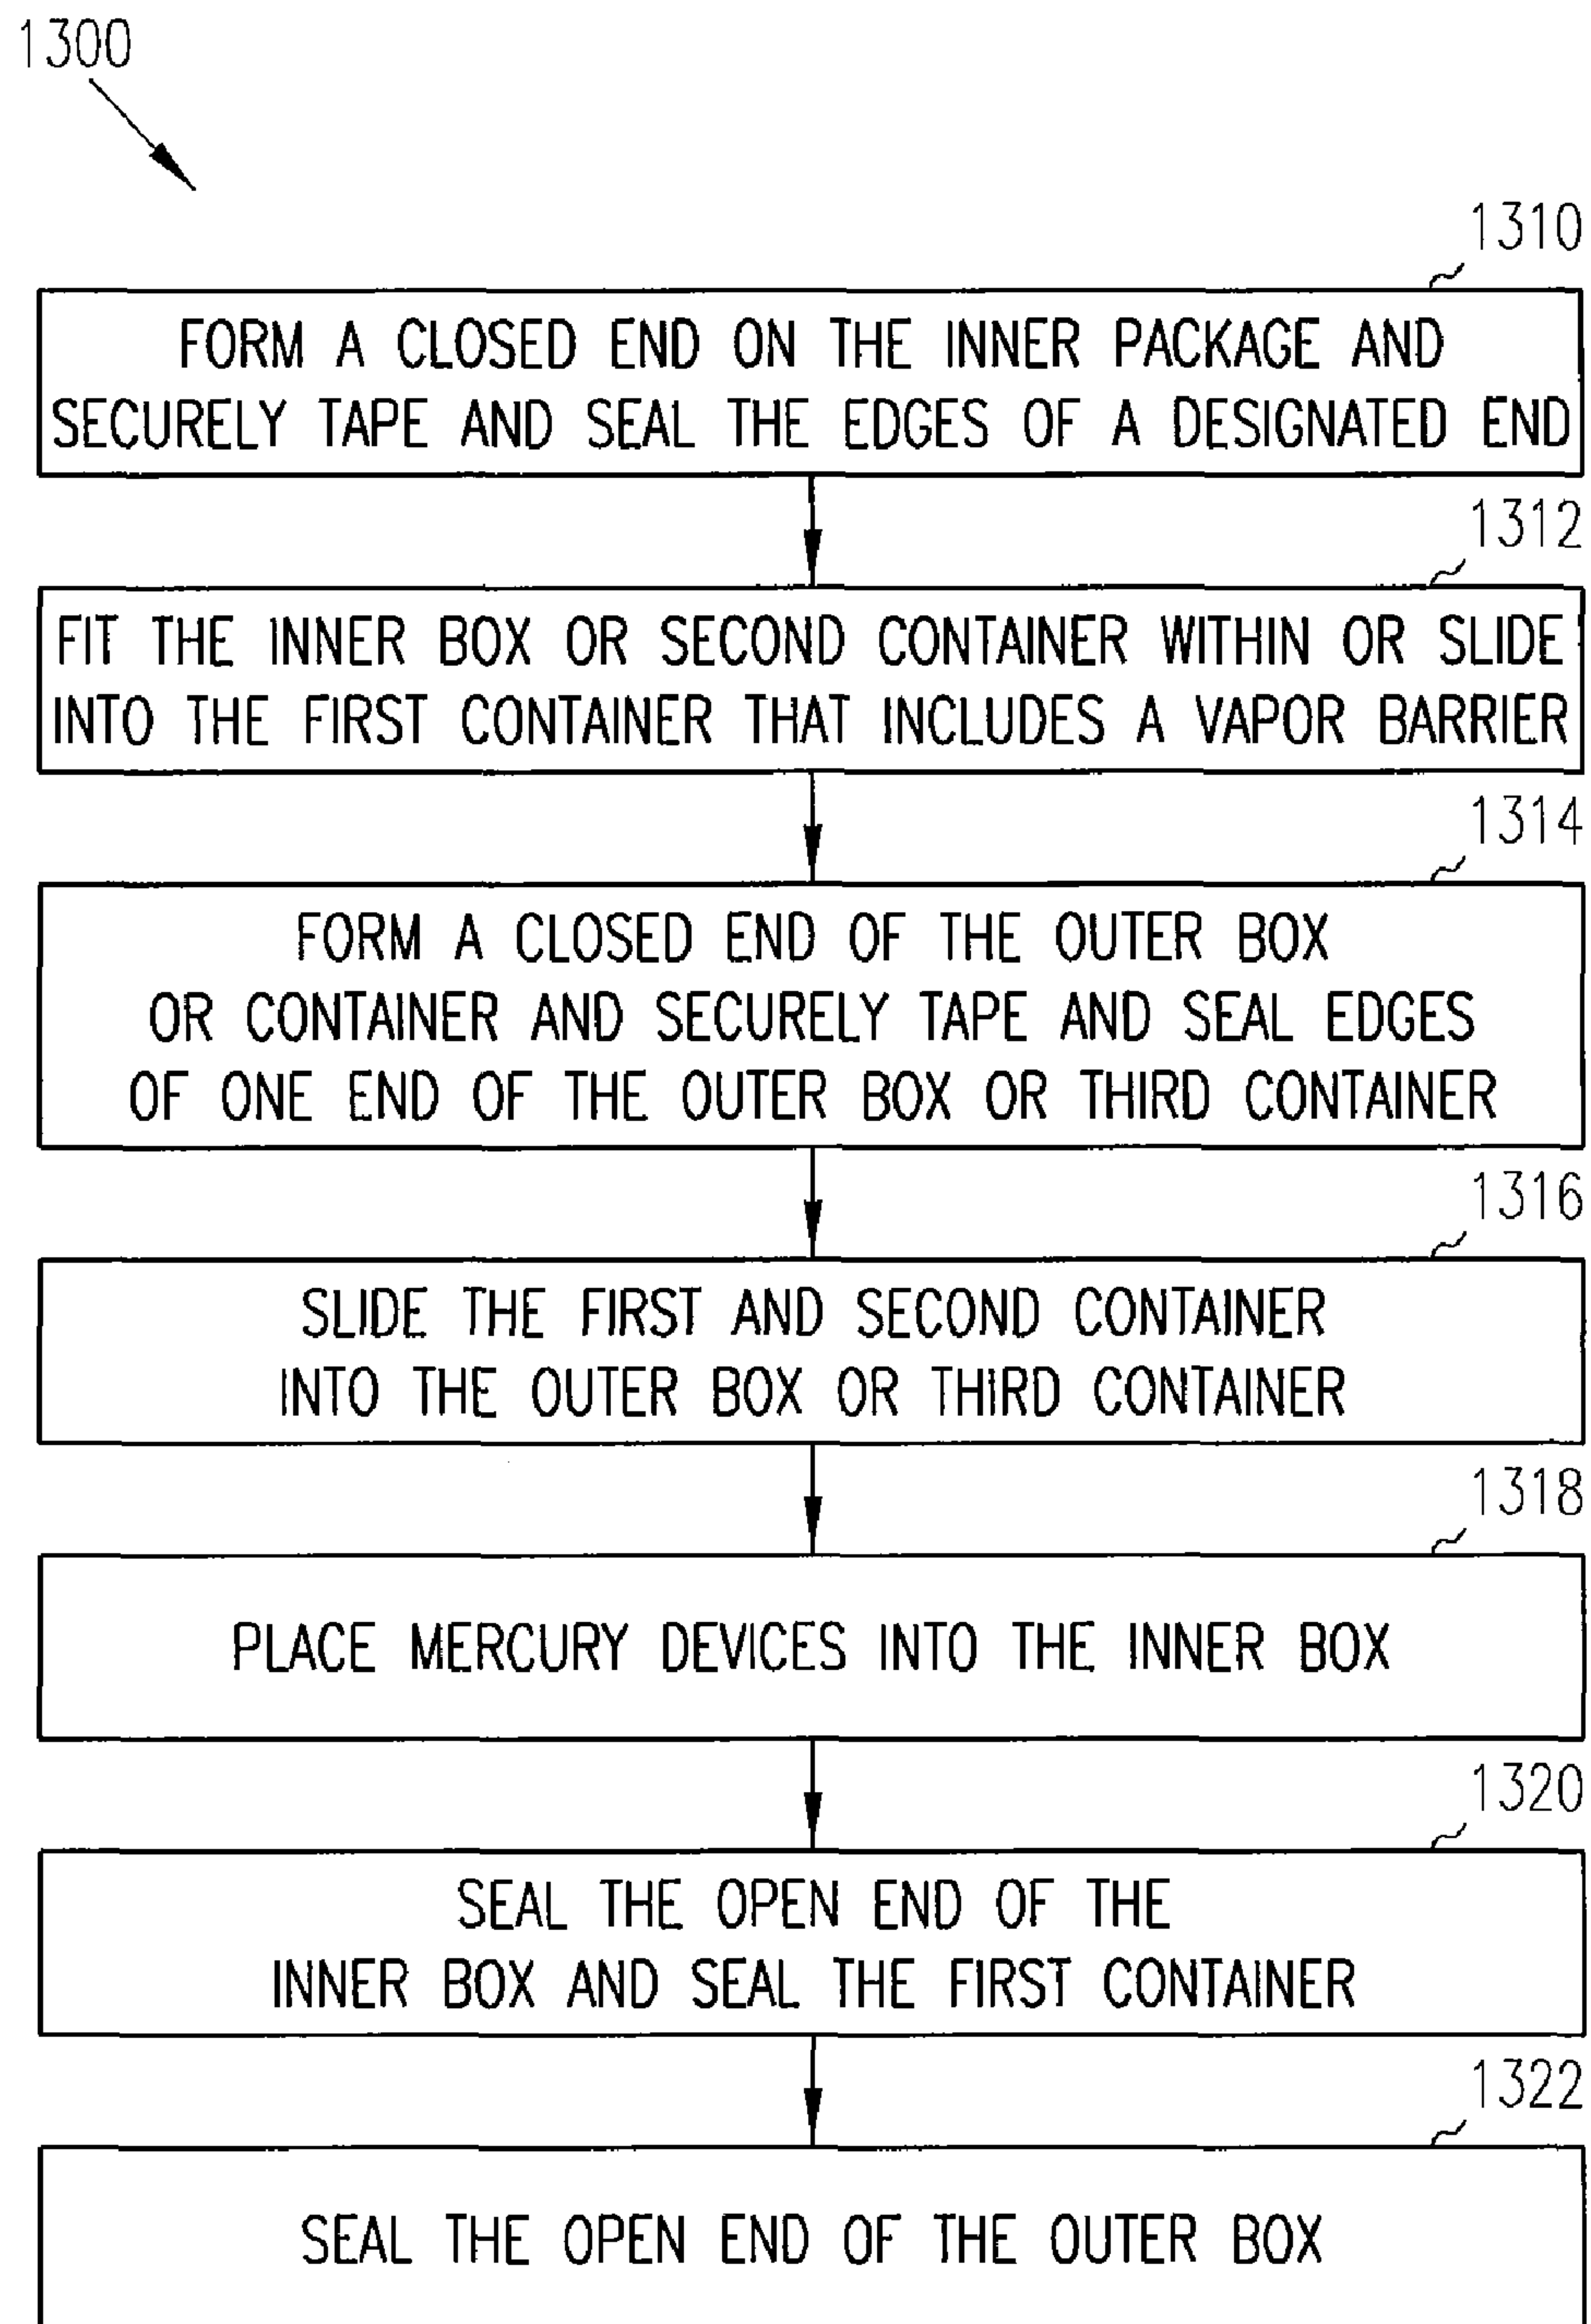 1300
1310
FORM A CLOSED END ON THE INNER PACKAGE AND
SECURELY TAPE AND SEAL THE EDGES OF A DESIGNATED END
1312
FIT THE INNER BOX OR SECOND CONTAINER WITHIN OR SLIDE
INTO THE FIRST CONTAINER THAT INCLUDES A VAPOR BARRIER
1314
FORM A CLOSED END OF THE OUTER BOX
OR CONTAINER AND SECURELY TAPE AND SEAL EDGES
OF ONE END OF THE OUTER BOX OR THIRD CONTAINER
1316
SLIDE THE FIRST AND SECOND CONTAINER
INTO THE OUTER BOX OR THIRD CONTAINER
1318
PLACE MERCURY DEVICES INTO THE INNER BOX
1320
SEAL THE OPEN END OF THE
INNER BOX AND SEAL THE FIRST CONTAINER
1322
SEAL THE OPEN END OF THE OUTER BOX